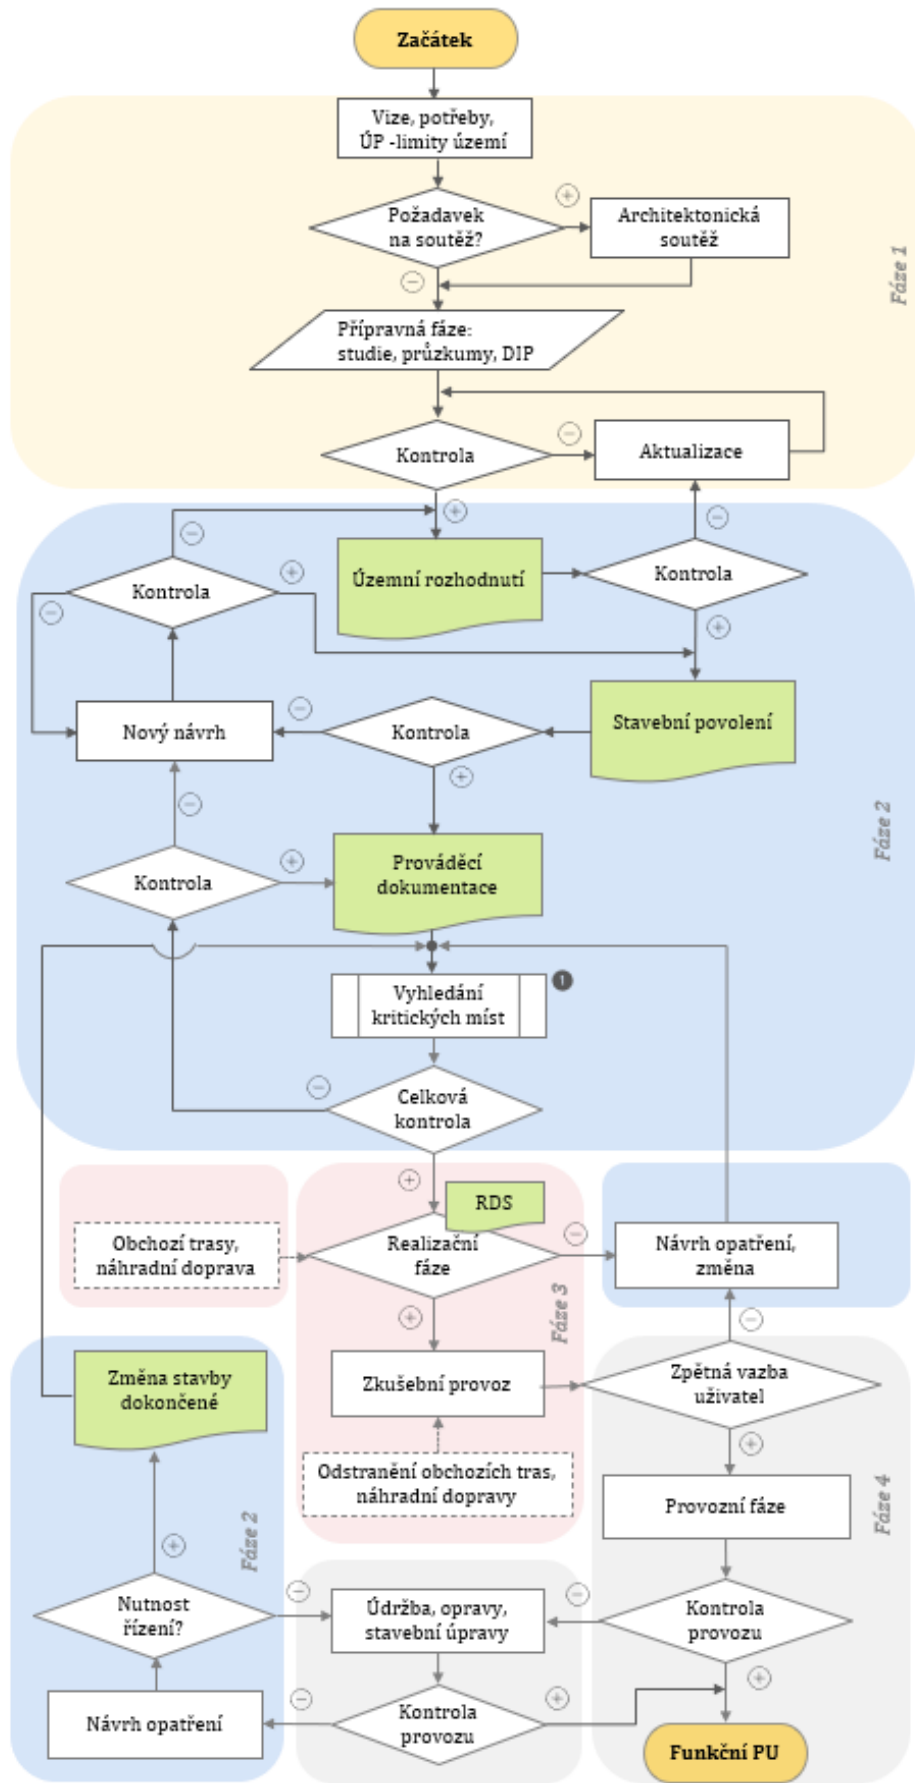 Začátek
Vize, potřeby,
ÚP -limity území
+
Požadavek
na soutěž?
Architektonická
soutěž
Fáze 1
−
Přípravná fáze:
studie, průzkumy, DIP
−
Kontrola
Aktualizace
−
+
−
+
Kontrola
Územní rozhodnutí
Kontrola
−
+
Nový návrh
−
Kontrola
Stavební povolení
+
−
Fáze 2
Kontrola
+
Prováděcí
dokumentace
Vyhledání
kritických míst
1
−
Celková
kontrola
+
RDS
Obchozí trasy,
náhradní doprava
Realizační
fáze
−
Návrh opatření,
změna
Fáze 3
+
−
Změna stavby
dokončené
Zkušební provoz
Zpětná vazba
uživatel
+
Odstranění obchozích tras,
náhradní dopravy
Provozní fáze
Fáze 4
Fáze 2
+
Nutnost
řízení?
−
Údržba, opravy,
stavební úpravy
−
Kontrola
provozu
+
Návrh opatření
−
Kontrola
provozu
+
Funkční PU